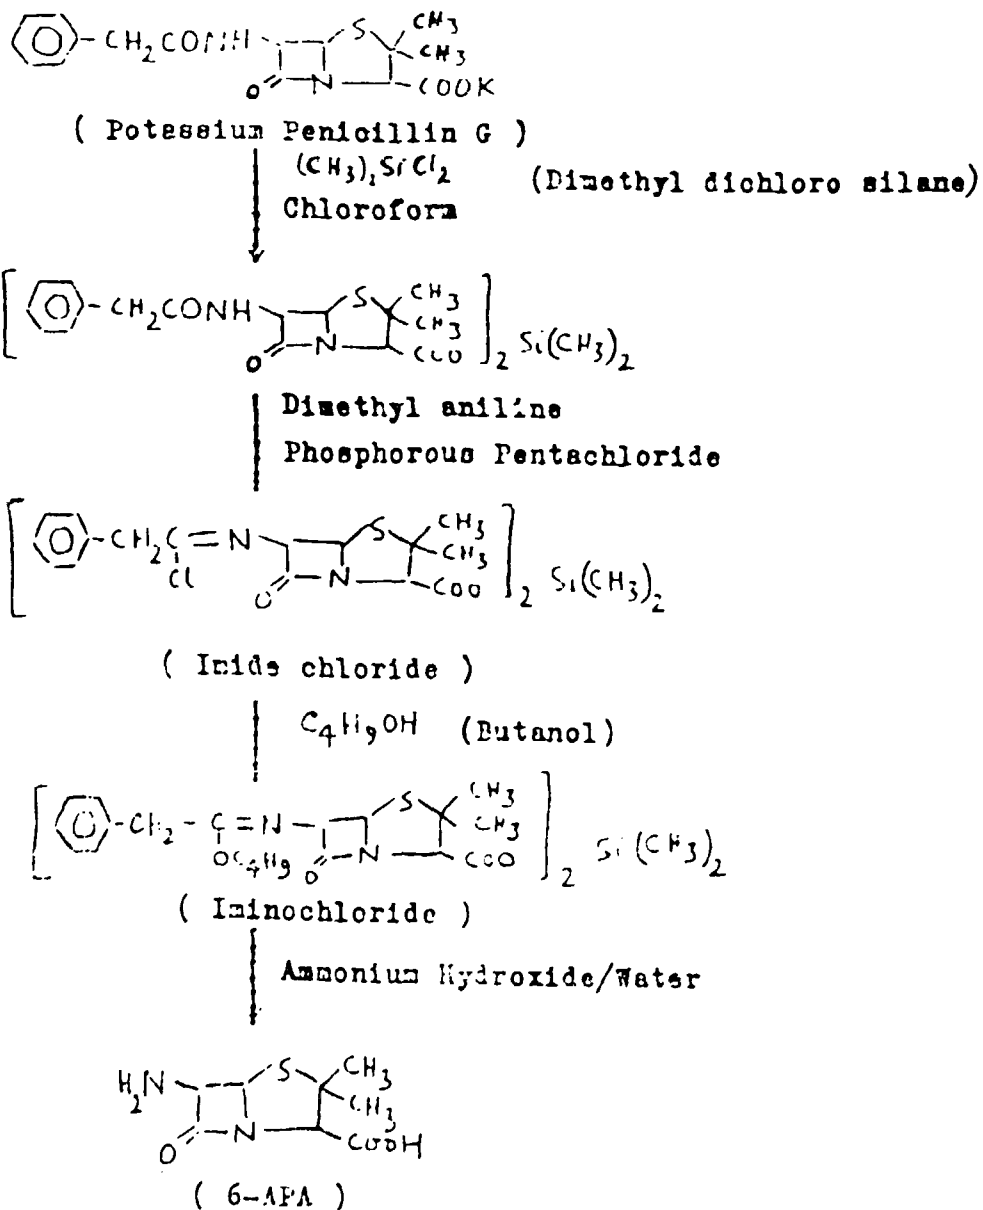 -CH2CONH
S
CH3
CH3
O
N
-COOK
( Potassium Penicillin G )
(CH3)2SiCl2 (Dimethyl dichloro silane)
Chloroform
[ -CH2CONH
S
CH3
CH3
O
N
COO ]2 Si(CH3)2
Dimethyl aniline
Phosphorous Pentachloride
[ -CH2C=N
Cl
S
CH3
CH3
O
N
COO ]2 Si(CH3)2
( Imide chloride )
C4H9OH (Butanol)
[ -CH2-C=N
OC4H9
S
CH3
CH3
O
N
COO ]2 Si(CH3)2
( Iminochloride )
Ammonium Hydroxide/Water
H2N
S
CH3
CH3
O
N
COOH
( 6-APA )